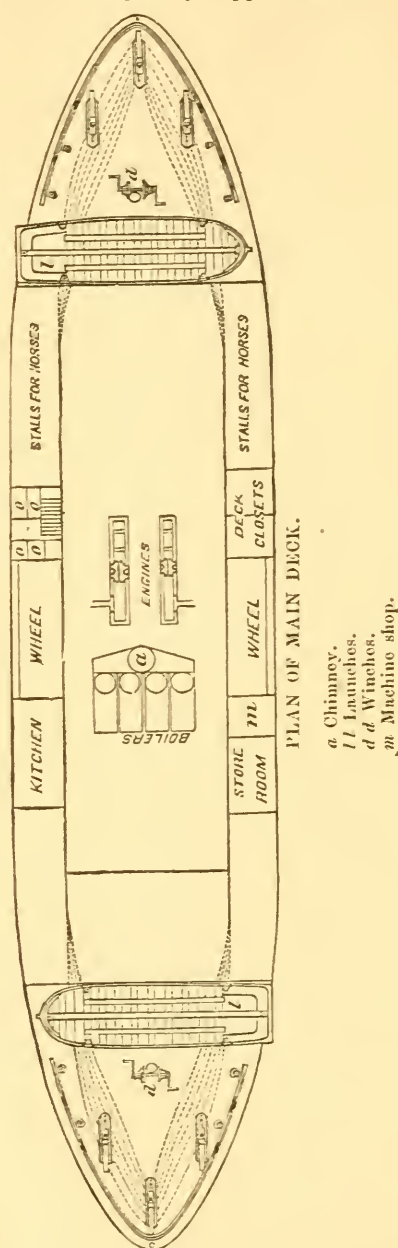 l
d
STALLS FOR HORSES
STALLS FOR HORSES
o o
o
o o
DECK
CLOSETS
ENGINES
WHEEL
WHEEL
a
BOILERS
KITCHEN
m
STORE
ROOM
l
d
PLAN OF MAIN DECK.
a Chimney.
l l Launches.
d d Winches.
m Machine shop.